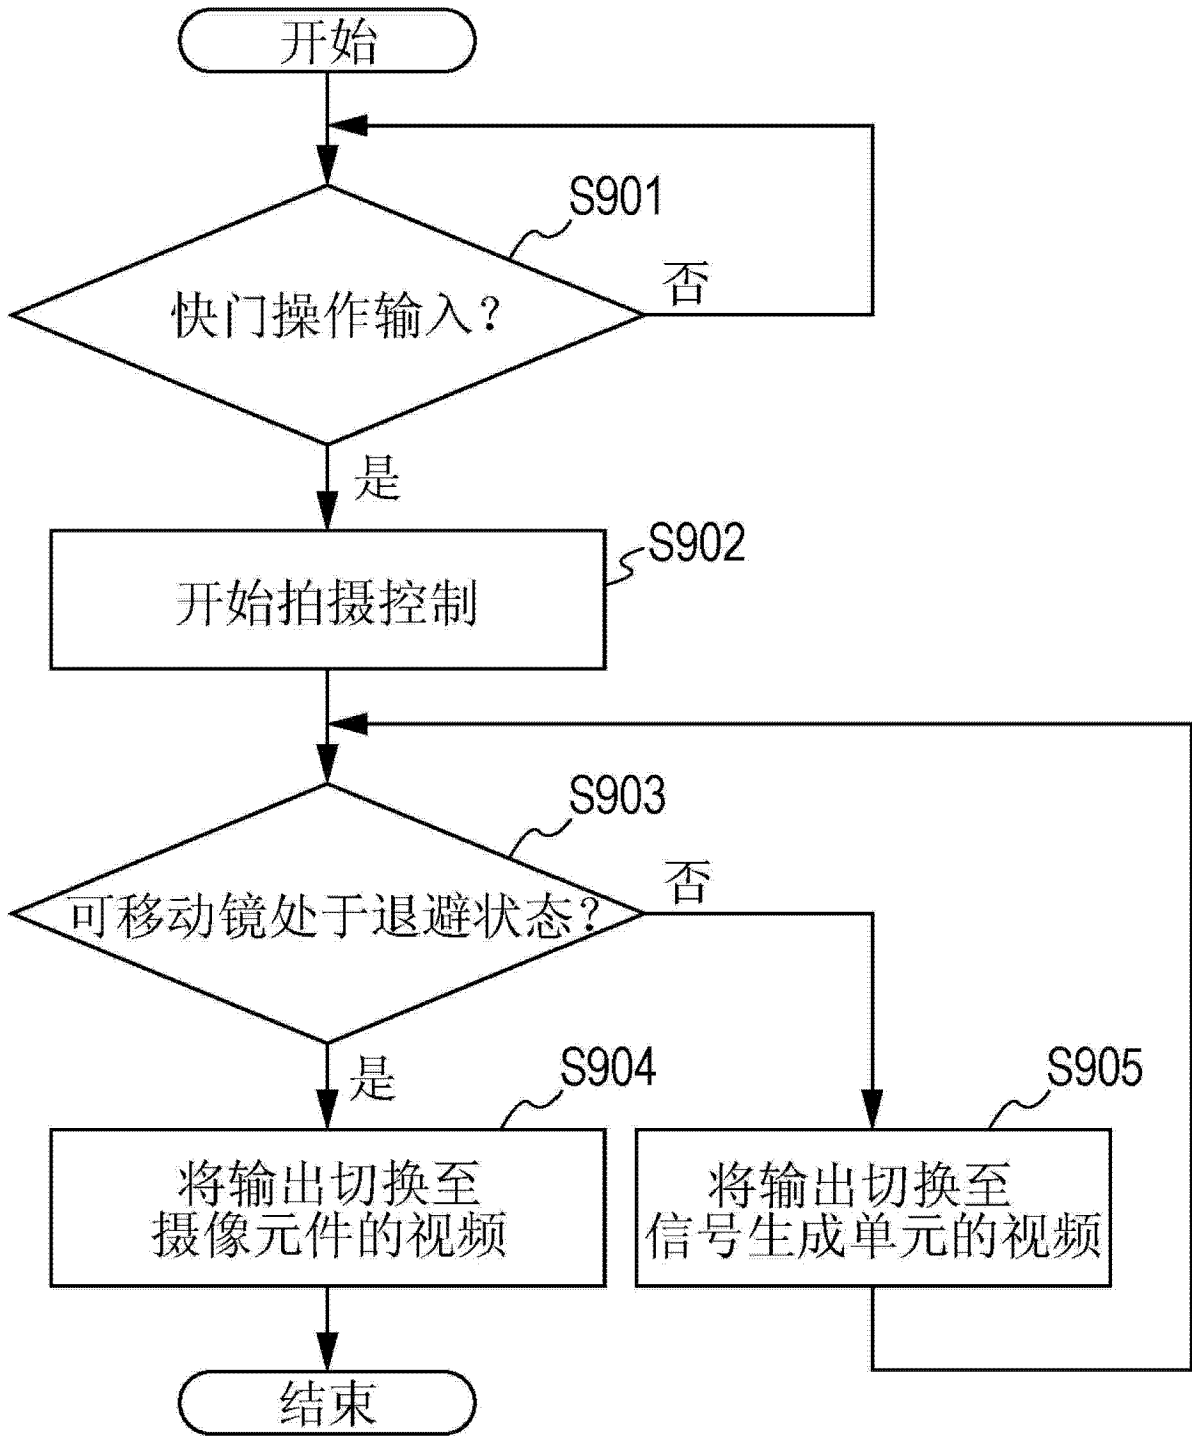 开始
S901
快门操作输入？
否
是
S902
开始拍摄控制
S903
可移动镜处于退避状态？
否
是
S904
将输出切换至
摄像元件的视频
S905
将输出切换至
信号生成单元的视频
结束